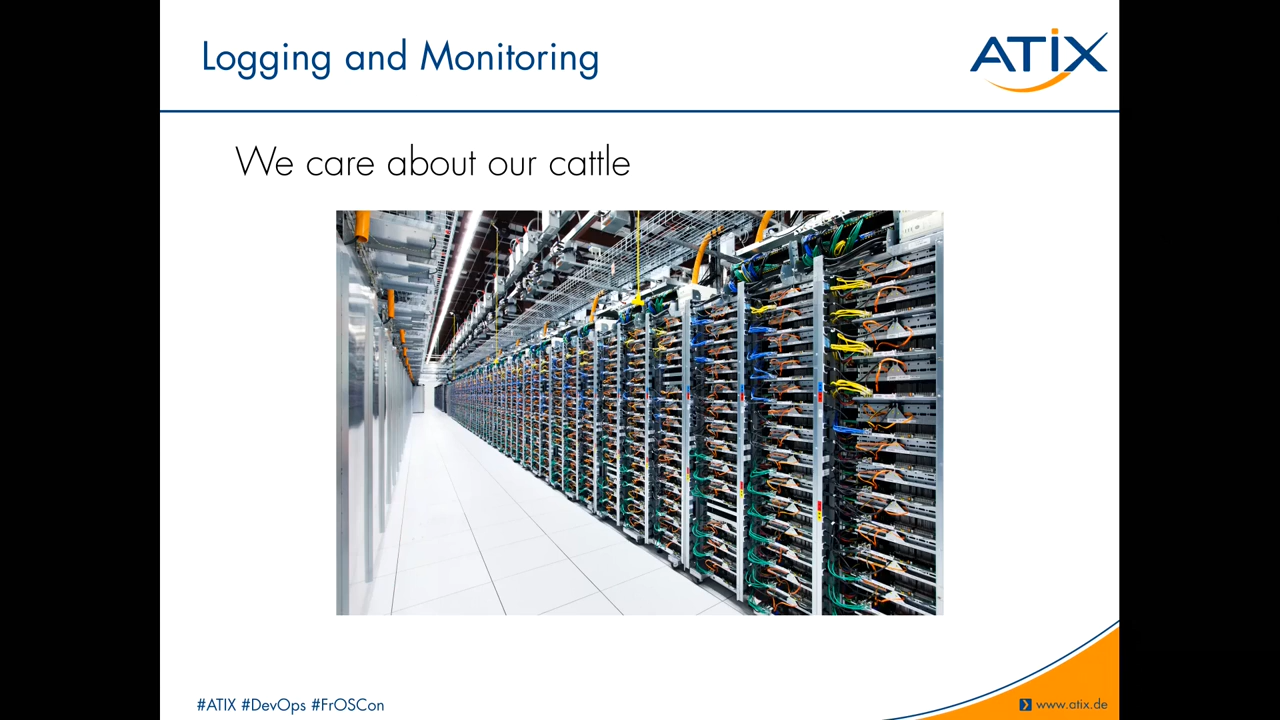 Logging and Monitoring
ATIX
We care about our cattle
#ATIX #DevOps #FrOSCon
www.atix.de